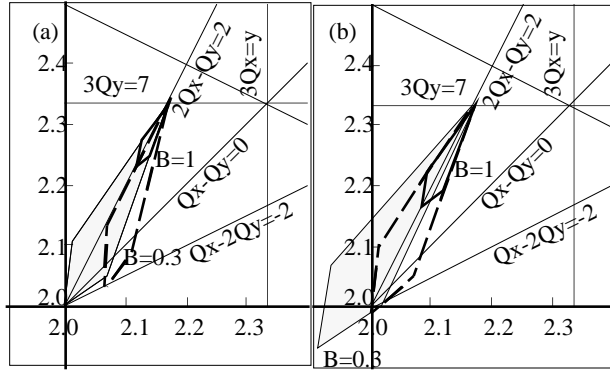 (a)
2.4
3Qy=7
2Qx-Qy=2
3Qx=y
2.3
B=1
2.2
Qx-Qy=0
2.1
B=0.3
Qx-2Qy=-2
2.0
2.0
2.1
2.2
2.3
(b)
2.4
3Qy=7
2Qx-Qy=2
3Qx=y
2.3
B=1
2.2
Qx-Qy=0
2.1
Qx-2Qy=-2
2.0
2.0
2.1
2.2
2.3
B=0.3